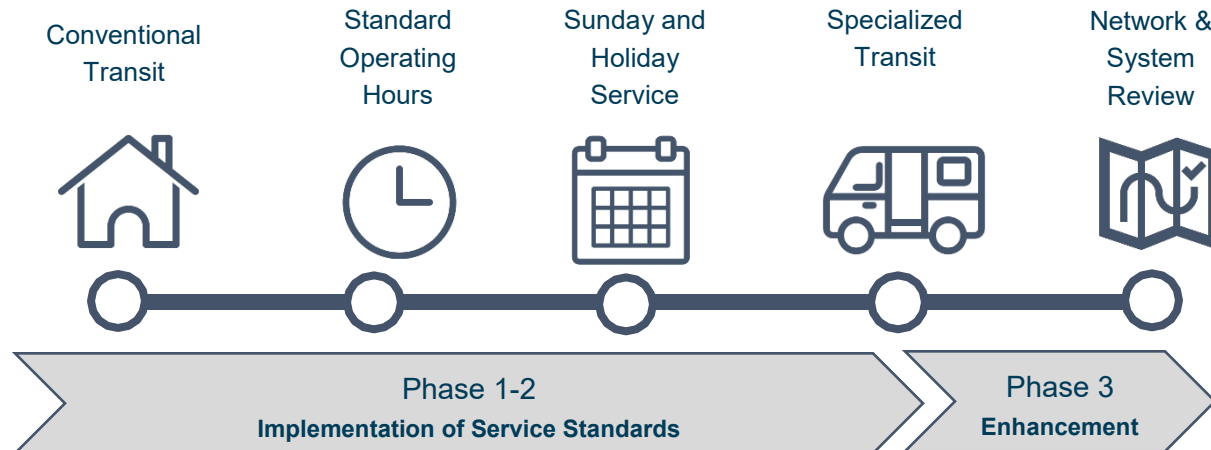 Conventional
Transit
Standard
Operating
Hours
Sunday and
Holiday
Service
Specialized
Transit
Network &
System
Review
Phase 1-2
Implementation of Service Standards
Phase 3
Enhancement